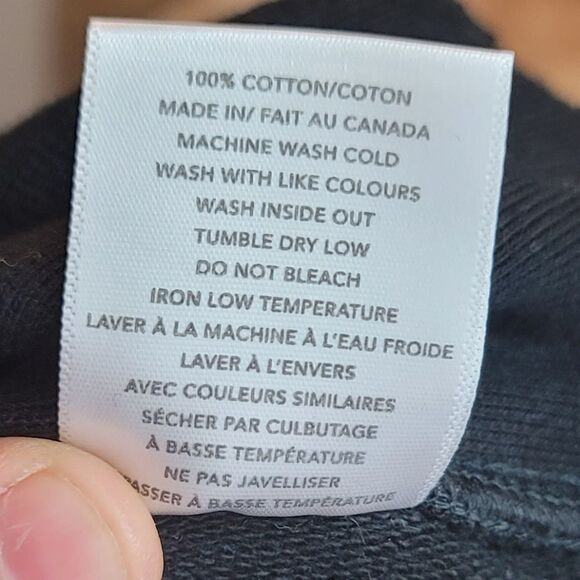 100% COTTON/COTON
MADE IN/ FAIT AU CANADA
MACHINE WASH COLD
WASH WITH LIKE COLOURS
WASH INSIDE OUT
TUMBLE DRY LOW
DO NOT BLEACH
IRON LOW TEMPERATURE
LAVER À LA MACHINE À L'EAU FROIDE
LAVER À L'ENVERS
AVEC COULEURS SIMILAIRES
SÉCHER PAR CULBUTAGE
À BASSE TEMPÉRATURE
NE PAS JAVELLISER
ASSER À BASSE TEMPÉRATURE